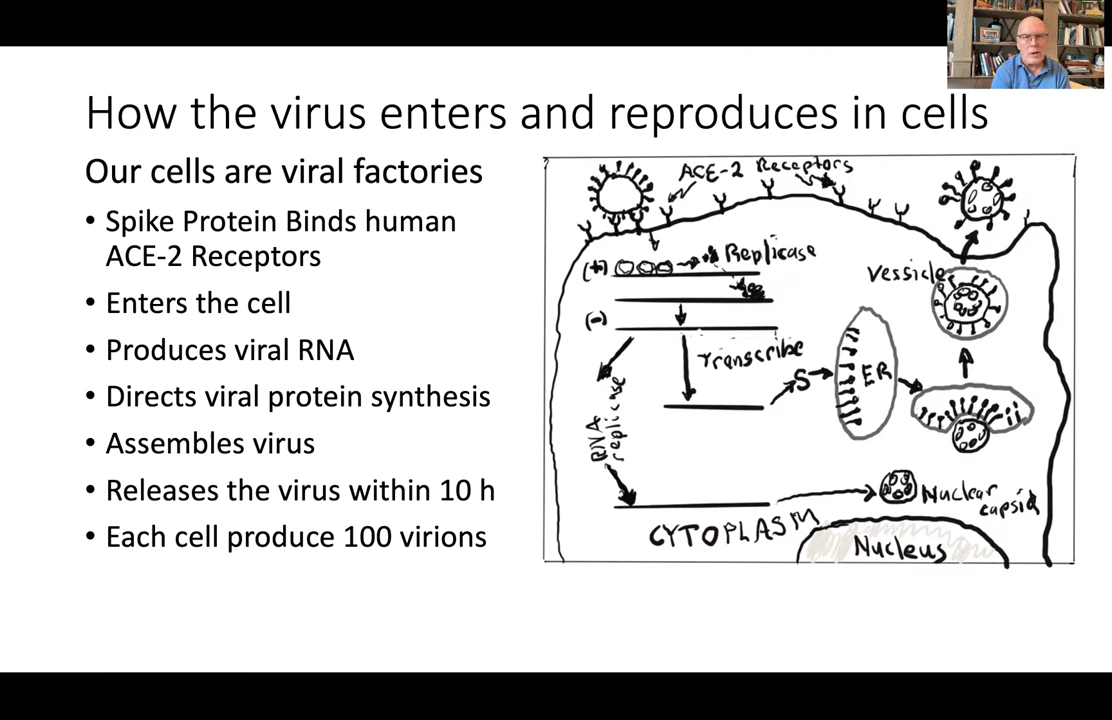 How the virus enters and reproduces in cells
Our cells are viral factories
• Spike Protein Binds human
ACE-2 Receptors
• Enters the cell
• Produces viral RNA
• Directs viral protein synthesis
• Assembles virus
• Releases the virus within 10 h
• Each cell produce 100 virions
ACE-2 Receptors
(+)
Replicase
(-)
Transcribe
RNA
replicase
S
ER
Vessicle
Nuclear
capsid
CYTOPLASM
Nucleus